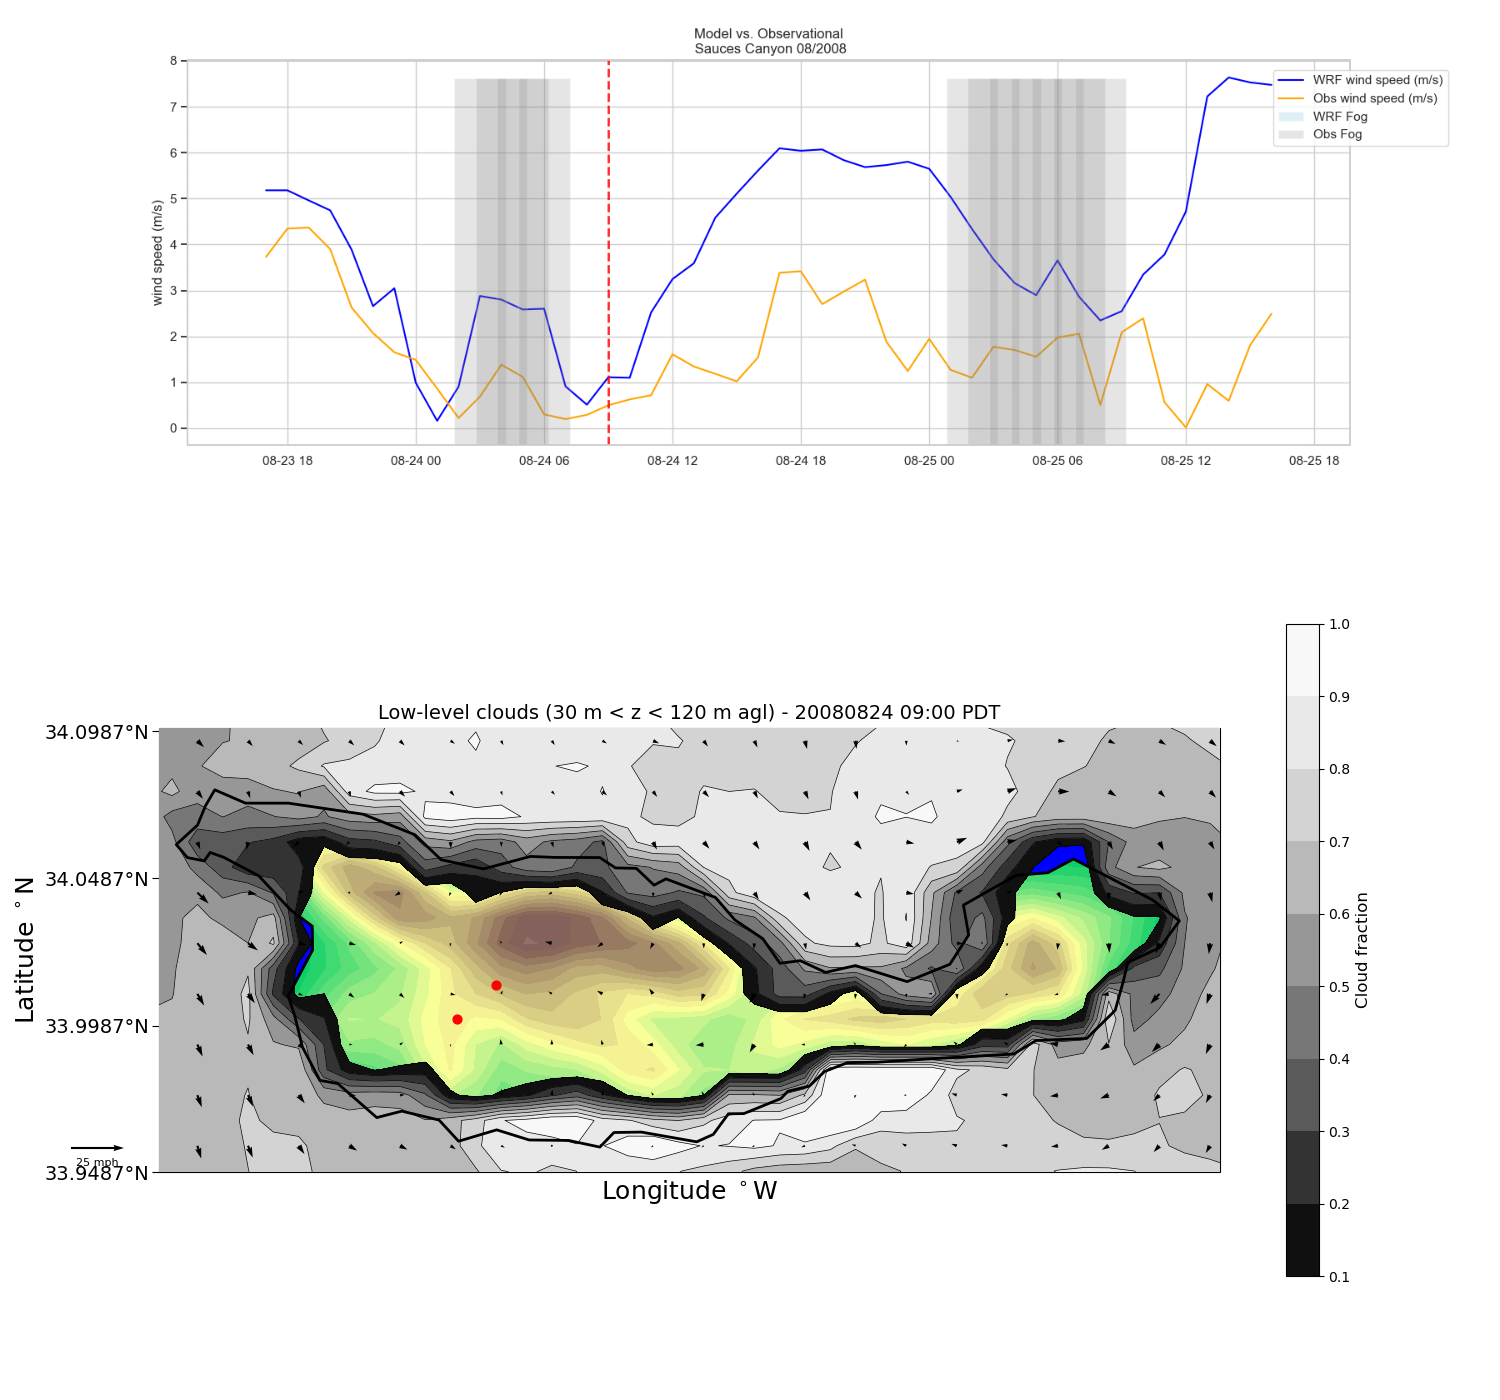 Model vs. Observational
Sauces Canyon 08/2008
8
7
6
5
4
3
2
1
0
wind speed (m/s)
WRF wind speed (m/s)
Obs wind speed (m/s)
WRF Fog
Obs Fog
08-23 18
08-24 00
08-24 06
08-24 12
08-24 18
08-25 00
08-25 06
08-25 12
08-25 18
Low-level clouds (30 m < z < 120 m agl) - 20080824 09:00 PDT
34.0987°N
34.0487°N
33.9987°N
33.9487°N
Latitude °N
25 mph
Longitude °W
1.0
0.9
0.8
0.7
0.6
0.5
0.4
0.3
0.2
0.1
Cloud fraction